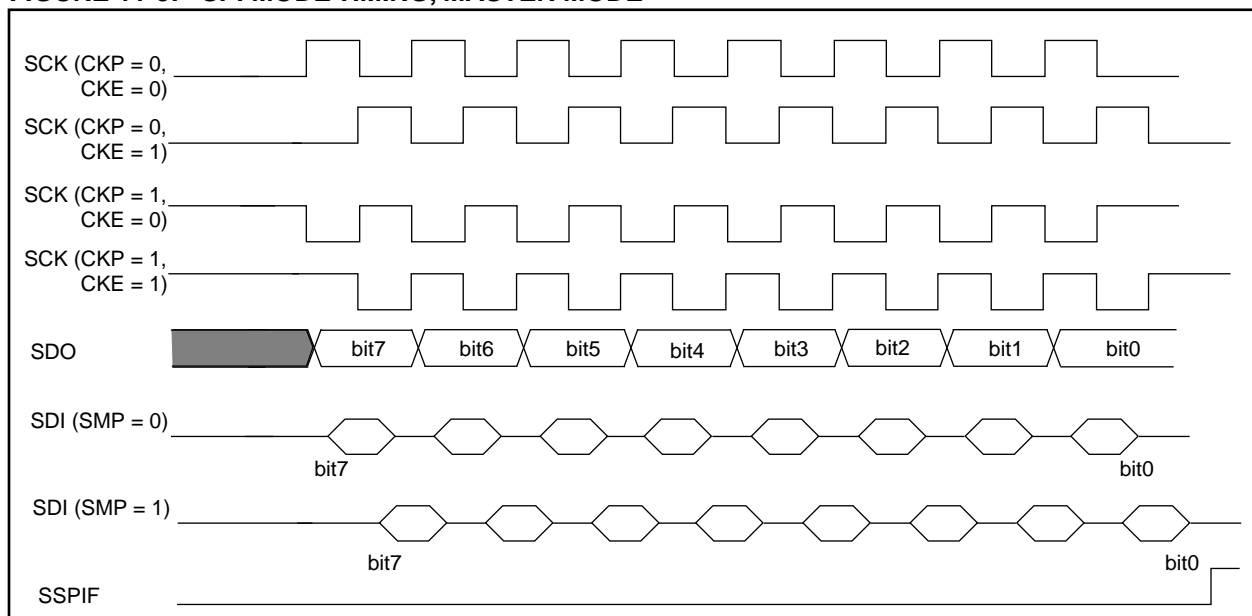 SCK (CKP = 0,
CKE = 0)
SCK (CKP = 0,
CKE = 1)
SCK (CKP = 1,
CKE = 0)
SCK (CKP = 1,
CKE = 1)
SDO bit7 bit6 bit5 bit4 bit3 bit2 bit1 bit0
SDI (SMP = 0)
bit7 bit0
SDI (SMP = 1)
bit7 bit0
SSPIF